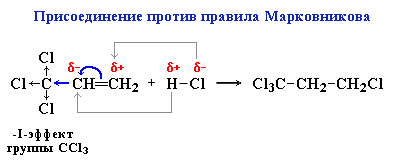 Присоединение против правила Марковникова
Cl
δ− δ+ δ+ δ−
Cl←C←CH=CH₂ + H−Cl ⟶ Cl₃C−CH₂−CH₂Cl
Cl
-I-эффект
группы CCl₃